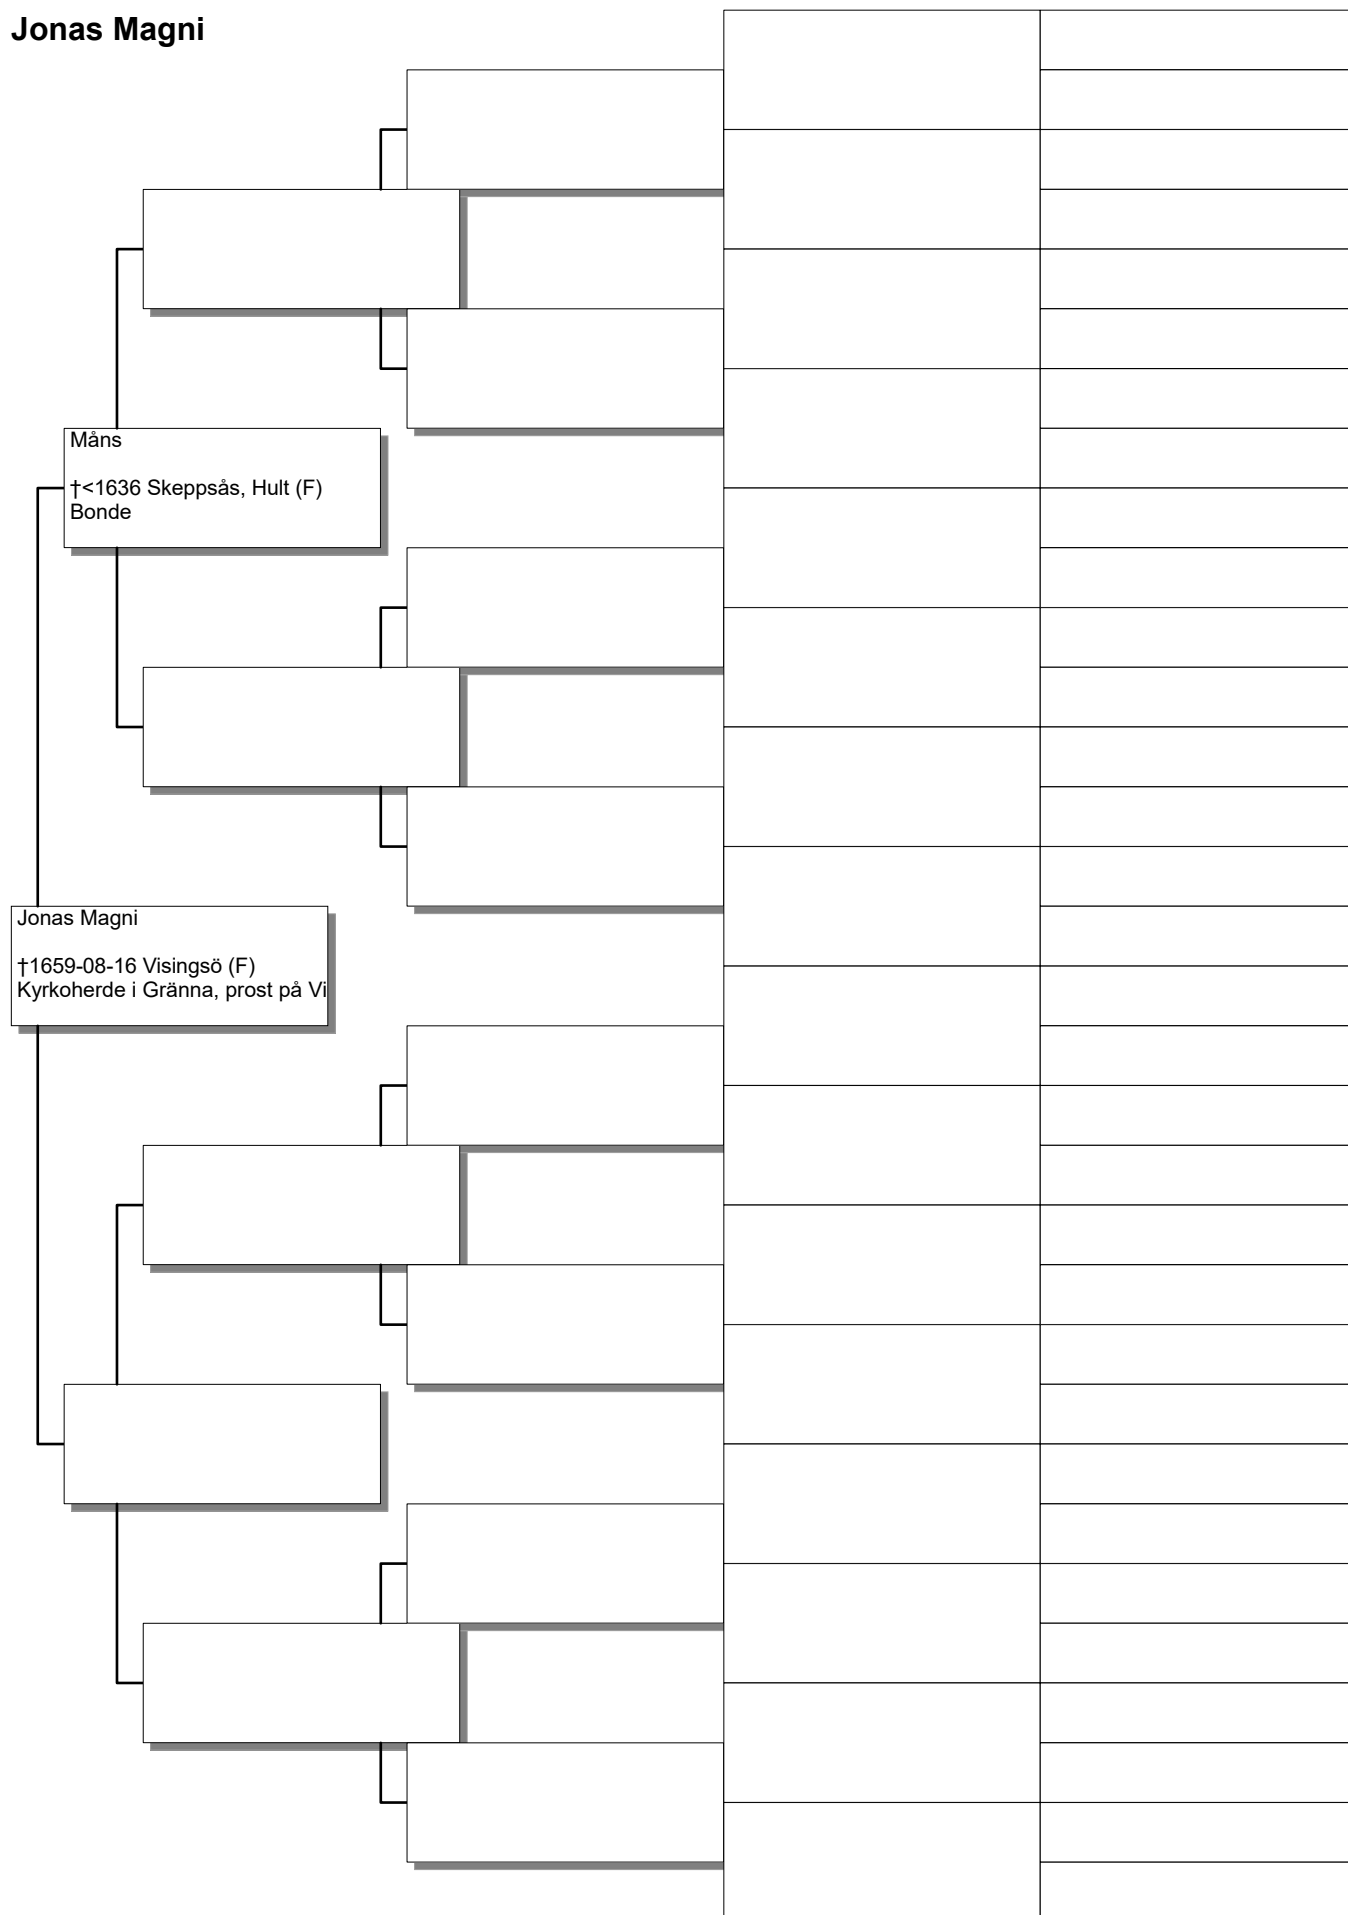 Jonas Magni
Måns
†<1636 Skeppsås, Hult (F)
Bonde
Jonas Magni
†1659-08-16 Visingsö (F)
Kyrkoherde i Gränna, prost på Vi